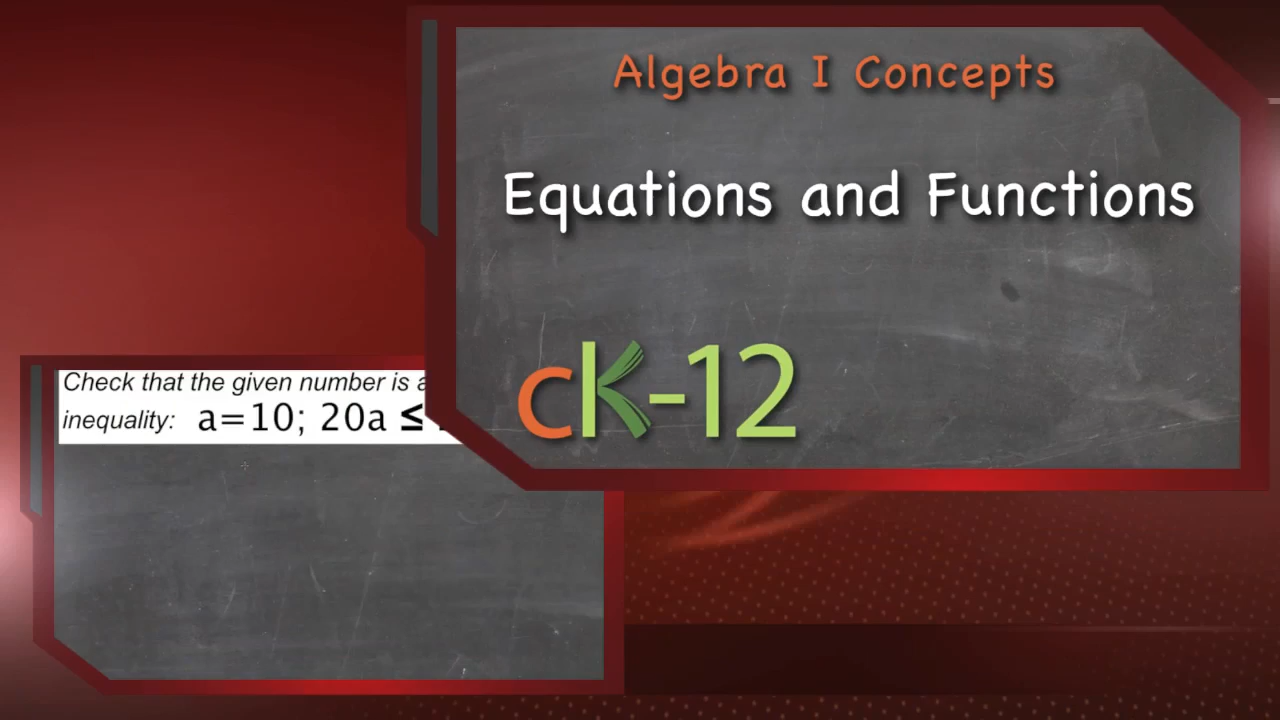 Algebra I Concepts
Equations and Functions
cK-12
Check that the given number is
inequality: a=10; 20a ≤